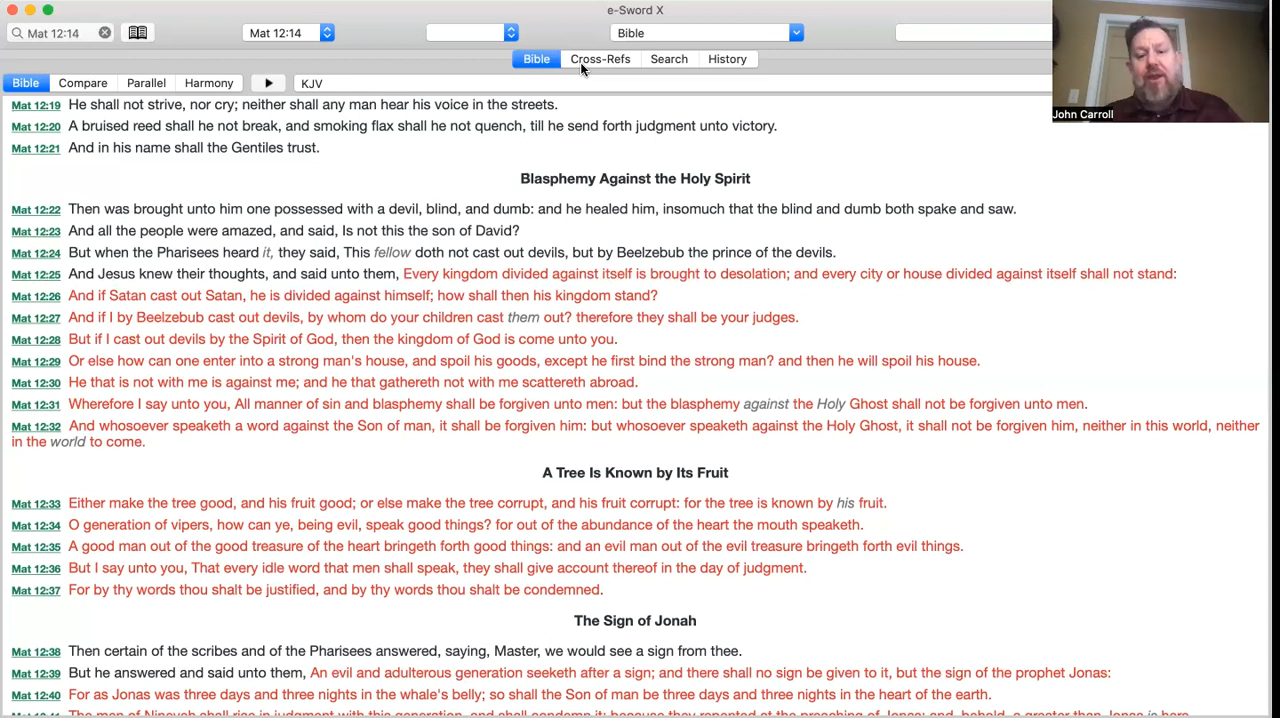 e-Sword X
Mat 12:14
Mat 12:14
Bible
Bible Cross-Refs Search History
Bible Compare Parallel Harmony KJV
John Carroll
Mat 12:19 He shall not strive, nor cry; neither shall any man hear his voice in the streets.
Mat 12:20 A bruised reed shall he not break, and smoking flax shall he not quench, till he send forth judgment unto victory.
Mat 12:21 And in his name shall the Gentiles trust.
Blasphemy Against the Holy Spirit
Mat 12:22 Then was brought unto him one possessed with a devil, blind, and dumb: and he healed him, insomuch that the blind and dumb both spake and saw.
Mat 12:23 And all the people were amazed, and said, Is not this the son of David?
Mat 12:24 But when the Pharisees heard it, they said, This fellow doth not cast out devils, but by Beelzebub the prince of the devils.
Mat 12:25 And Jesus knew their thoughts, and said unto them, Every kingdom divided against itself is brought to desolation; and every city or house divided against itself shall not stand:
Mat 12:26 And if Satan cast out Satan, he is divided against himself; how shall then his kingdom stand?
Mat 12:27 And if I by Beelzebub cast out devils, by whom do your children cast them out? therefore they shall be your judges.
Mat 12:28 But if I cast out devils by the Spirit of God, then the kingdom of God is come unto you.
Mat 12:29 Or else how can one enter into a strong man's house, and spoil his goods, except he first bind the strong man? and then he will spoil his house.
Mat 12:30 He that is not with me is against me; and he that gathereth not with me scattereth abroad.
Mat 12:31 Wherefore I say unto you, All manner of sin and blasphemy shall be forgiven unto men: but the blasphemy against the Holy Ghost shall not be forgiven unto men.
Mat 12:32 And whosoever speaketh a word against the Son of man, it shall be forgiven him: but whosoever speaketh against the Holy Ghost, it shall not be forgiven him, neither in this world, neither
in the world to come.
A Tree Is Known by Its Fruit
Mat 12:33 Either make the tree good, and his fruit good; or else make the tree corrupt, and his fruit corrupt: for the tree is known by his fruit.
Mat 12:34 O generation of vipers, how can ye, being evil, speak good things? for out of the abundance of the heart the mouth speaketh.
Mat 12:35 A good man out of the good treasure of the heart bringeth forth good things: and an evil man out of the evil treasure bringeth forth evil things.
Mat 12:36 But I say unto you, That every idle word that men shall speak, they shall give account thereof in the day of judgment.
Mat 12:37 For by thy words thou shalt be justified, and by thy words thou shalt be condemned.
The Sign of Jonah
Mat 12:38 Then certain of the scribes and of the Pharisees answered, saying, Master, we would see a sign from thee.
Mat 12:39 But he answered and said unto them, An evil and adulterous generation seeketh after a sign; and there shall no sign be given to it, but the sign of the prophet Jonas:
Mat 12:40 For as Jonas was three days and three nights in the whale's belly; so shall the Son of man be three days and three nights in the heart of the earth.
The men of Nineveh shall rise in judgment with this generation, and shall condemn it: because they repented at the preaching of Jonas; and, behold, a greater than Jonas is here.